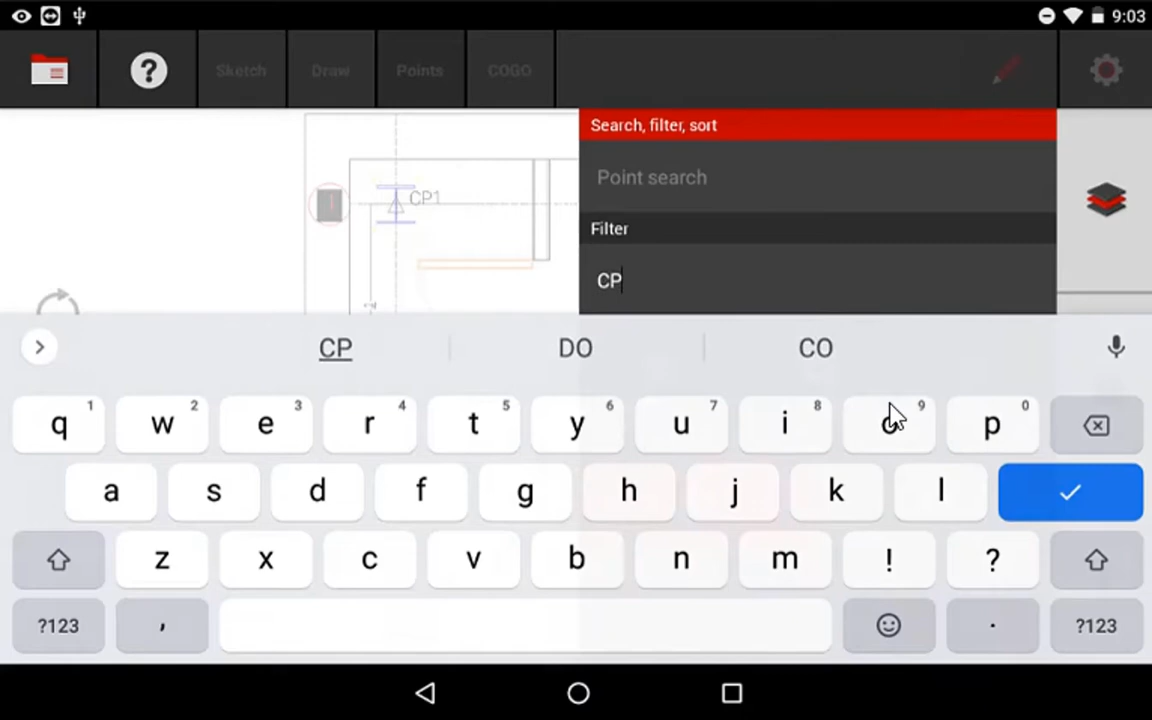 9:03
Sketch Draw Points COGO
Search, filter, sort
Point search
1 CP1
Filter
CP
CP DO CO
q 1 w 2 e 3 r 4 t 5 y 6 u 7 i 8 o 9 p 0
a s d f g h j k l
z x c v b n m ! ?
?123 , . ?123